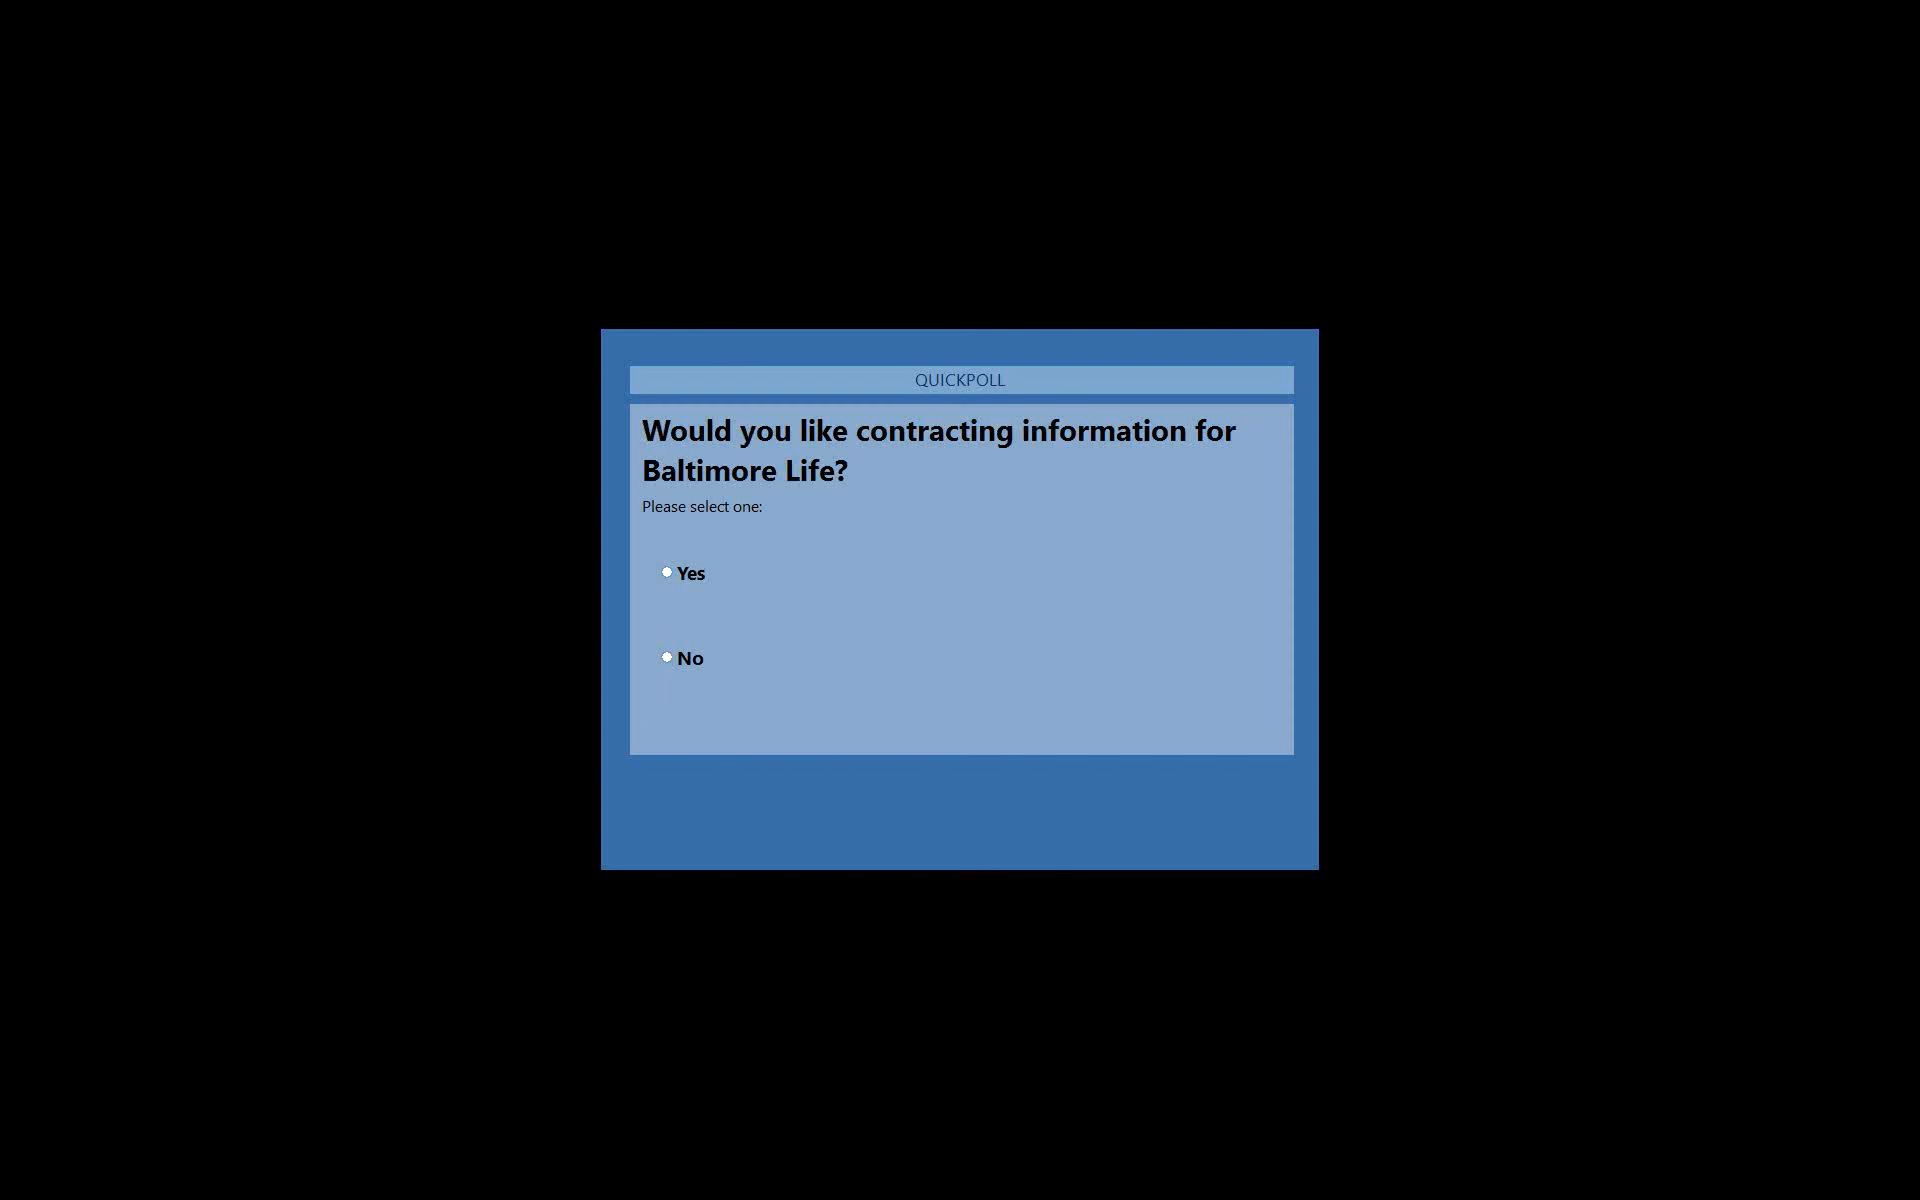 QUICKPOLL
Would you like contracting information for
Baltimore Life?
Please select one:
Yes
No